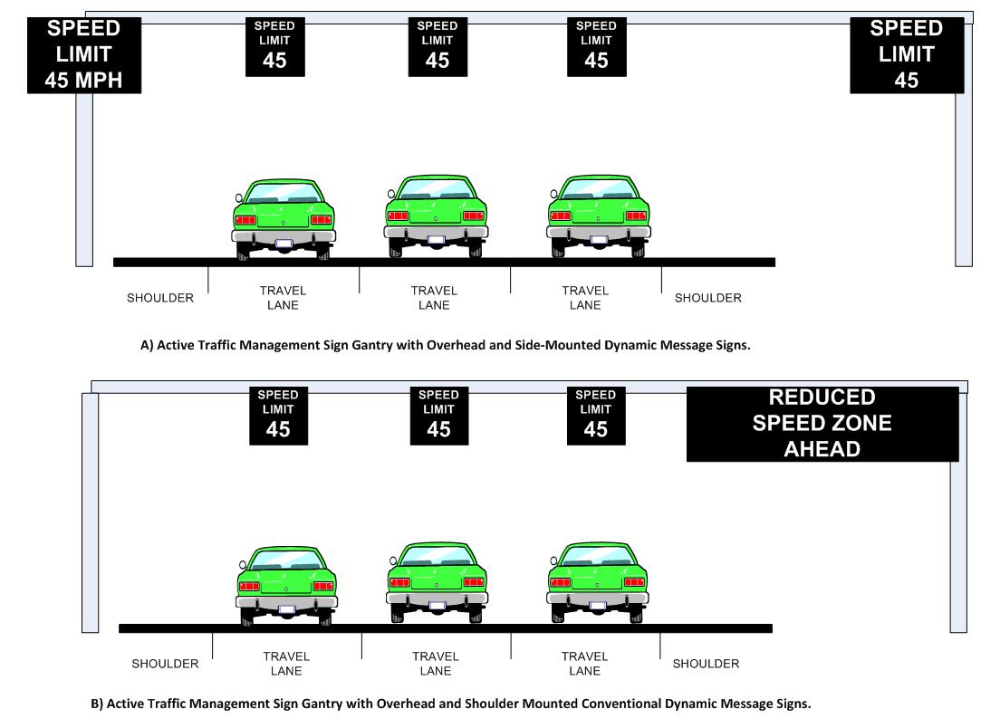 SPEED
LIMIT
45 MPH
SPEED
LIMIT
45
SPEED
LIMIT
45
SPEED
LIMIT
45
SPEED
LIMIT
45
SHOULDER
TRAVEL
LANE
TRAVEL
LANE
TRAVEL
LANE
SHOULDER
A) Active Traffic Management Sign Gantry with Overhead and Side-Mounted Dynamic Message Signs.
SPEED
LIMIT
45
SPEED
LIMIT
45
SPEED
LIMIT
45
REDUCED
SPEED ZONE
AHEAD
SHOULDER
TRAVEL
LANE
TRAVEL
LANE
TRAVEL
LANE
SHOULDER
B) Active Traffic Management Sign Gantry with Overhead and Shoulder Mounted Conventional Dynamic Message Signs.